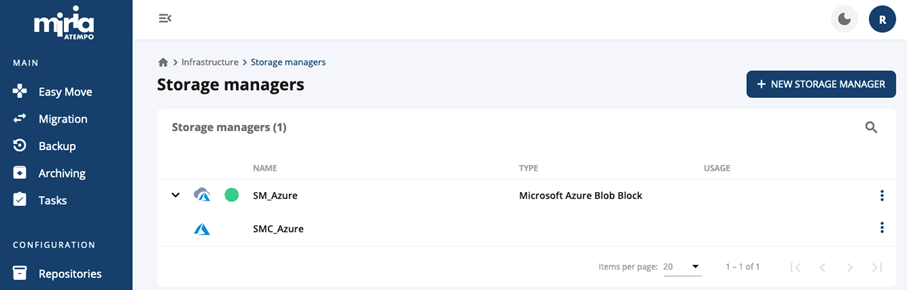 miria
ATEMPO
R
MAIN
Easy Move
Migration
Backup
Archiving
Tasks
CONFIGURATION
Repositories
Infrastructure > Storage managers
Storage managers
+ NEW STORAGE MANAGER
Storage managers (1)
NAME TYPE USAGE
SM_Azure Microsoft Azure Blob Block
SMC_Azure
Items per page: 20 1 – 1 of 1